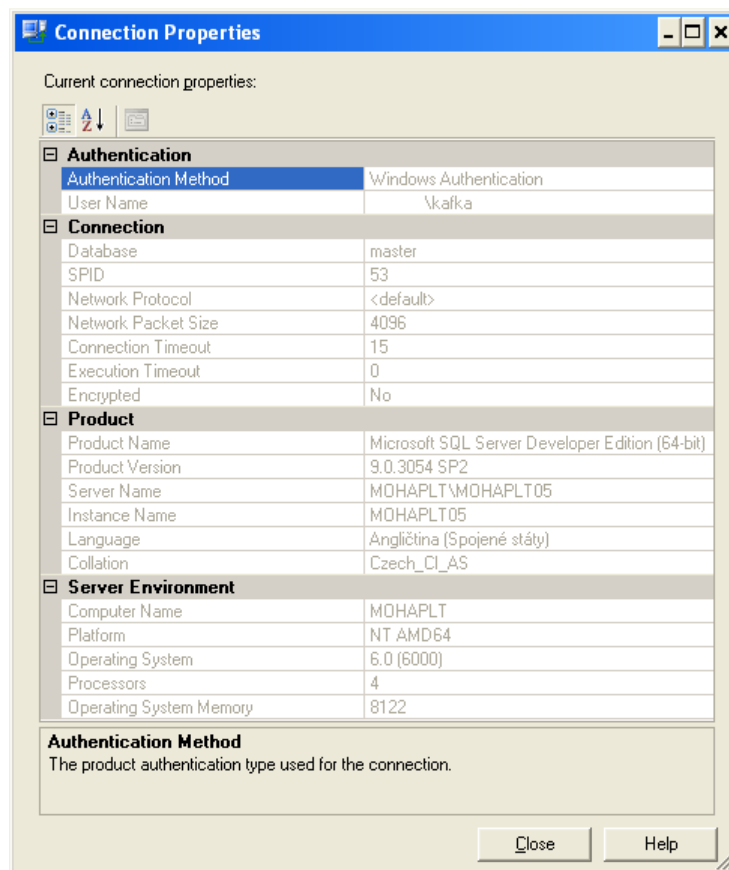 Connection Properties
Current connection properties:
Authentication
Authentication Method Windows Authentication
User Name \kafka
Connection
Database master
SPID 53
Network Protocol <default>
Network Packet Size 4096
Connection Timeout 15
Execution Timeout 0
Encrypted No
Product
Product Name Microsoft SQL Server Developer Edition (64-bit)
Product Version 9.0.3054 SP2
Server Name MOHAPLT\MOHAPLT05
Instance Name MOHAPLT05
Language Angličtina (Spojené státy)
Collation Czech_CI_AS
Server Environment
Computer Name MOHAPLT
Platform NT AMD64
Operating System 6.0 (6000)
Processors 4
Operating System Memory 8122
Authentication Method
The product authentication type used for the connection.
Close Help